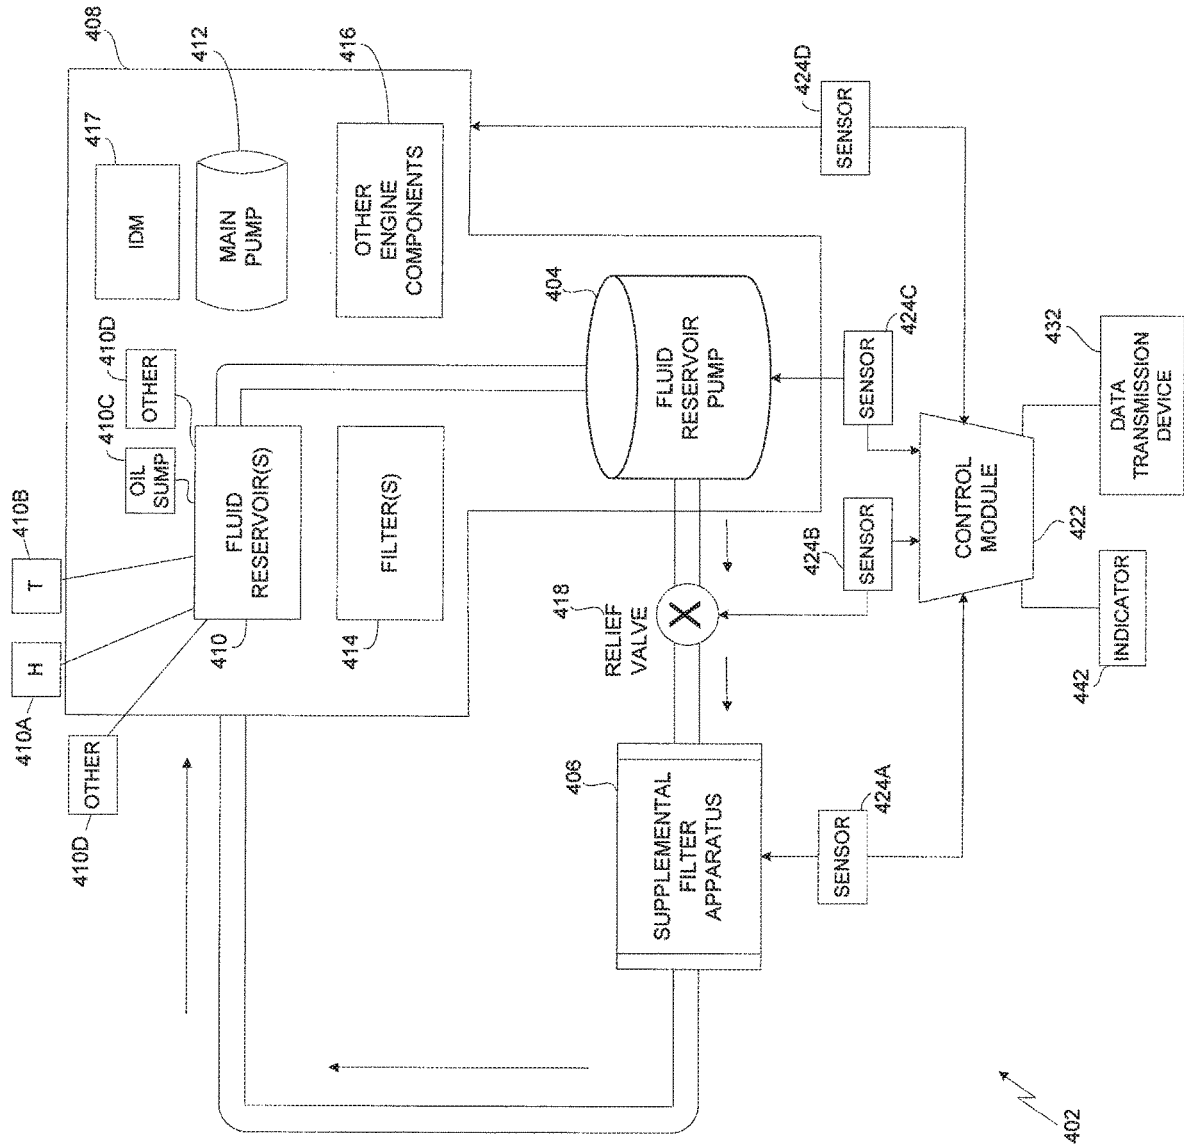 408
412
416
417
IDM
MAIN
PUMP
OTHER
ENGINE
COMPONENTS
424D
SENSOR
410D
OTHER
410C
OIL
SUMP
410B
T
H
410A
OTHER
410D
FLUID
RESERVOIR(S)
410
FILTER(S)
414
404
FLUID
RESERVOIR
PUMP
424C
SENSOR
432
DATA
TRANSMISSION
DEVICE
418
RELIEF
VALVE
X
424B
SENSOR
CONTROL
MODULE
422
INDICATOR
442
406
SUPPLEMENTAL
FILTER
APPARATUS
424A
SENSOR
402